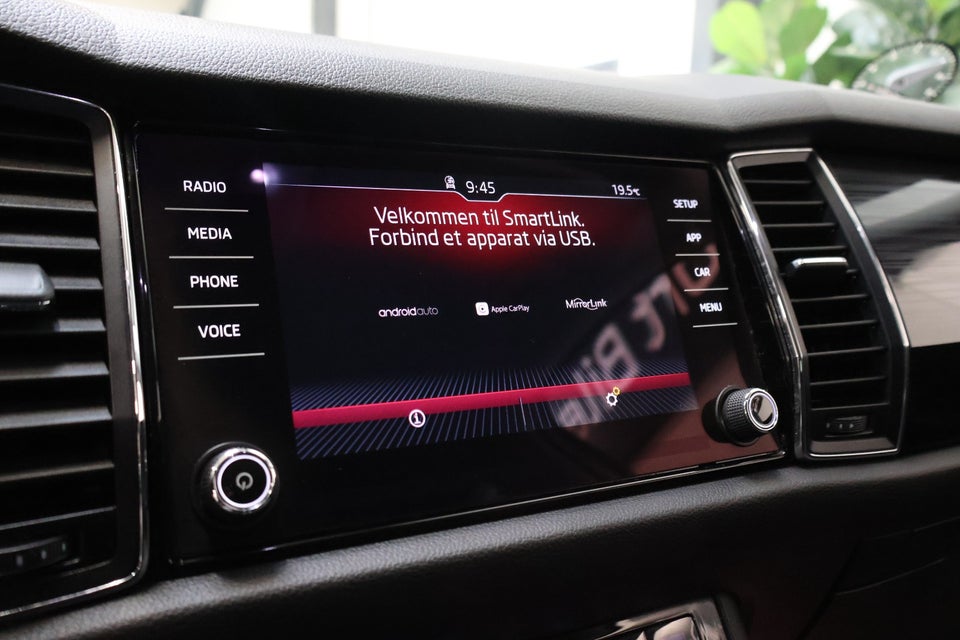 RADIO
MEDIA
PHONE
VOICE
9:45
19.5°C
Velkommen til SmartLink.
Forbind et apparat via USB.
androidauto
Apple CarPlay
MirrorLink
SETUP
APP
CAR
MENU